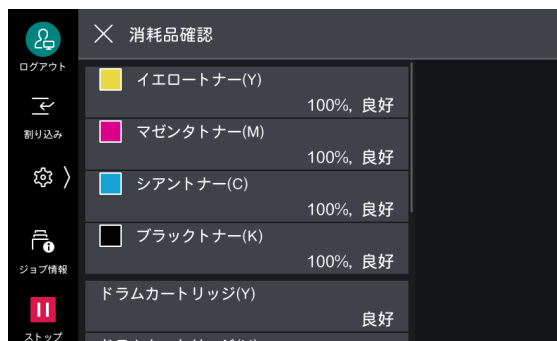 消耗品確認
ログアウト
割り込み
ジョブ情報
ストップ
イエロートナー(Y)
100%, 良好
マゼンタトナー(M)
100%, 良好
シアントナー(C)
100%, 良好
ブラックトナー(K)
100%, 良好
ドラムカートリッジ(Y)
良好